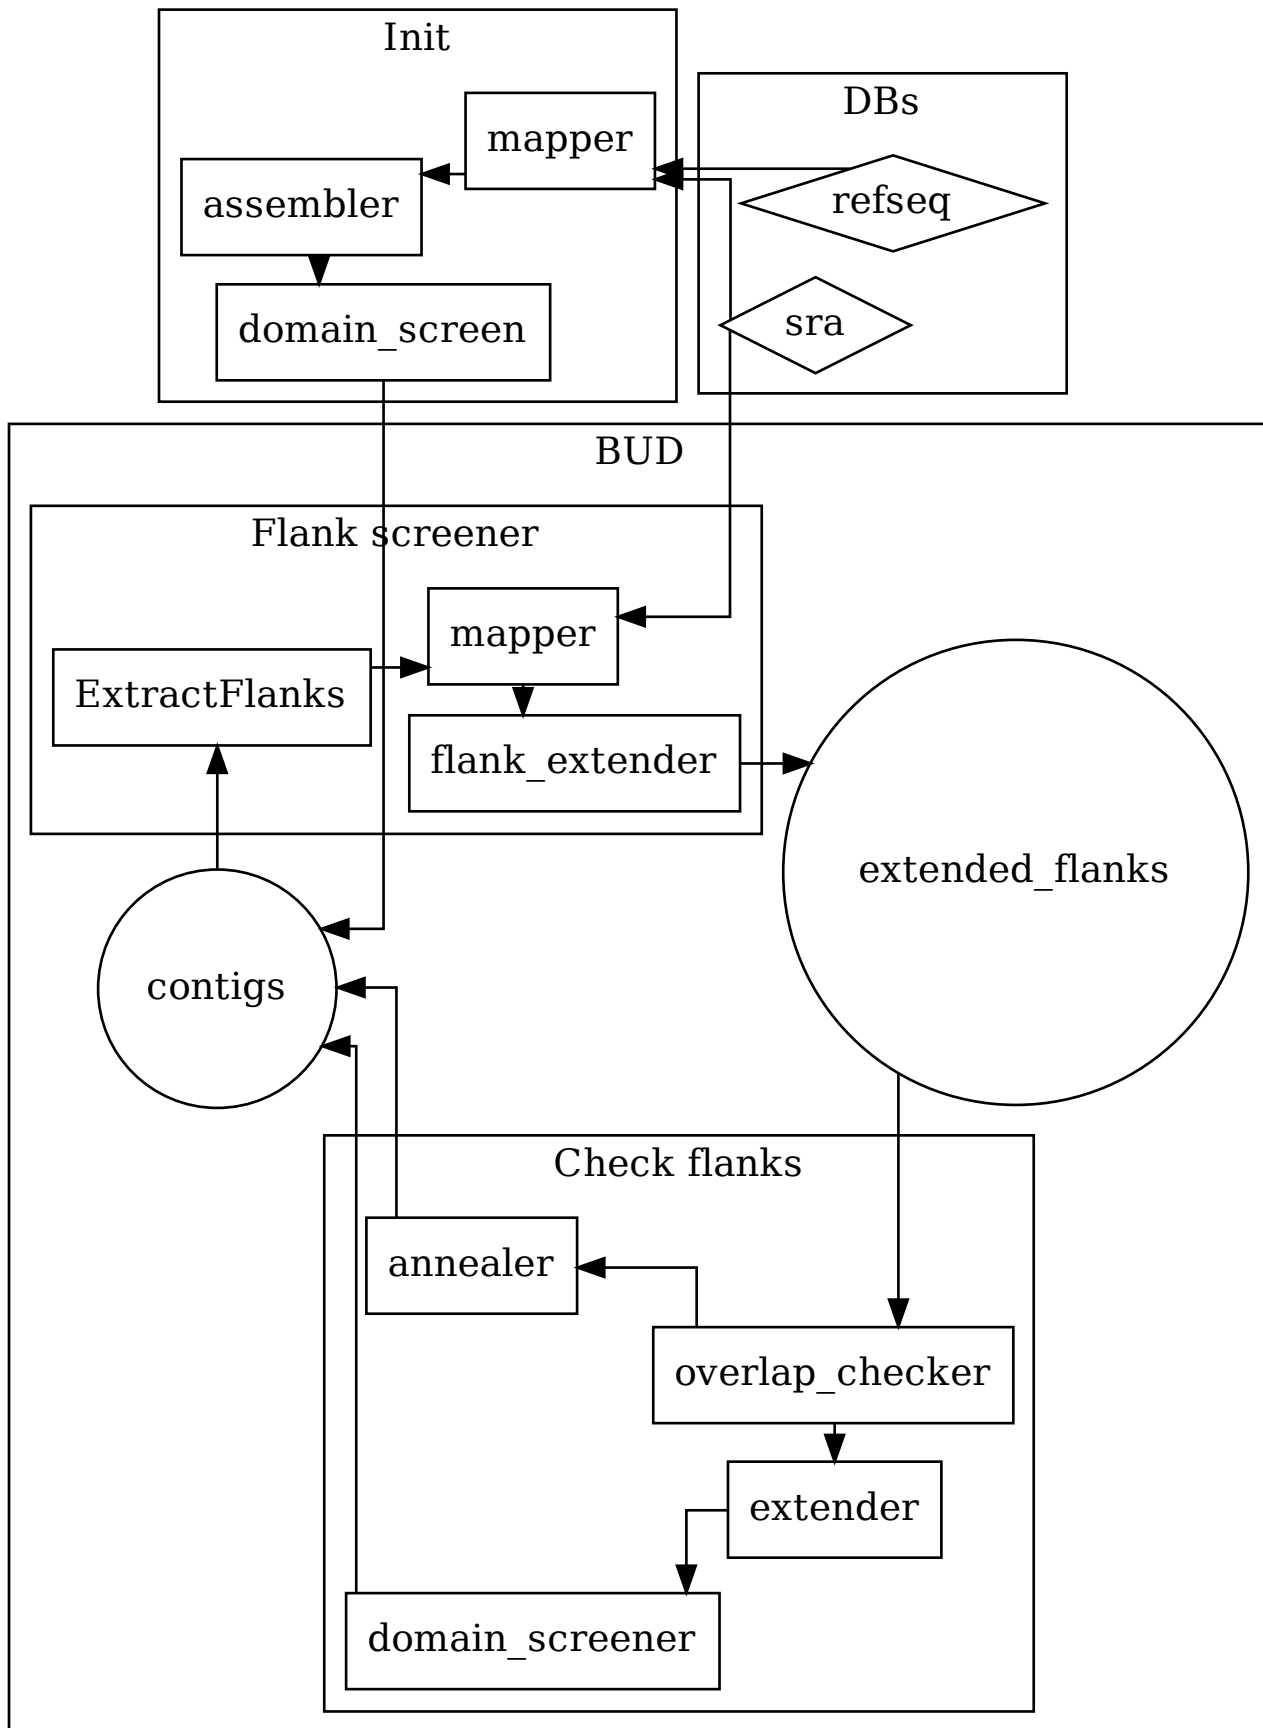 Init
DBs
mapper
assembler
refseq
domain_screen
sra
BUD
Flank screener
mapper
ExtractFlanks
flank_extender
extended_flanks
contigs
Check flanks
annealer
overlap_checker
extender
domain_screener